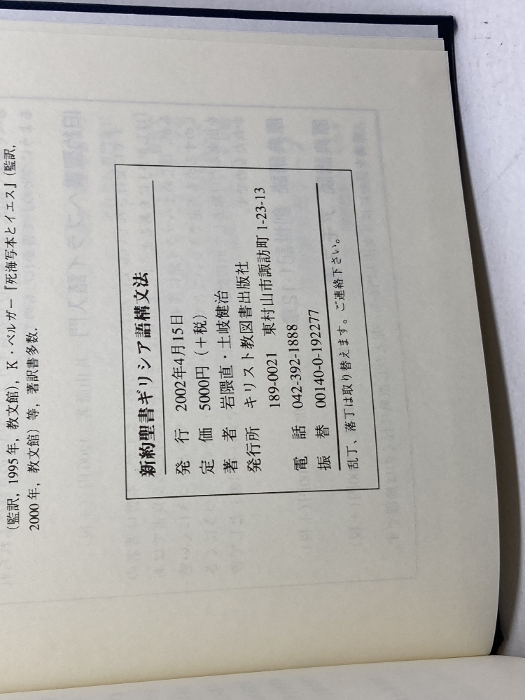 (監訳, 1995年, 教文館), K・ベルガー『死海写本とイエス』(監訳,
2000年, 教文館) 等, 著訳書多数.
新約聖書ギリシア語構文法
発 行 2002年4月15日
定 価 5000円 (+税)
著 者 岩隈直・土岐健治
発行所 キリスト教図書出版社
189-0021 東村山市諏訪町1-23-13
電 話 042-392-1888
振 替 00140-0-192277
乱丁、落丁は取り替えます。ご連絡下さい。